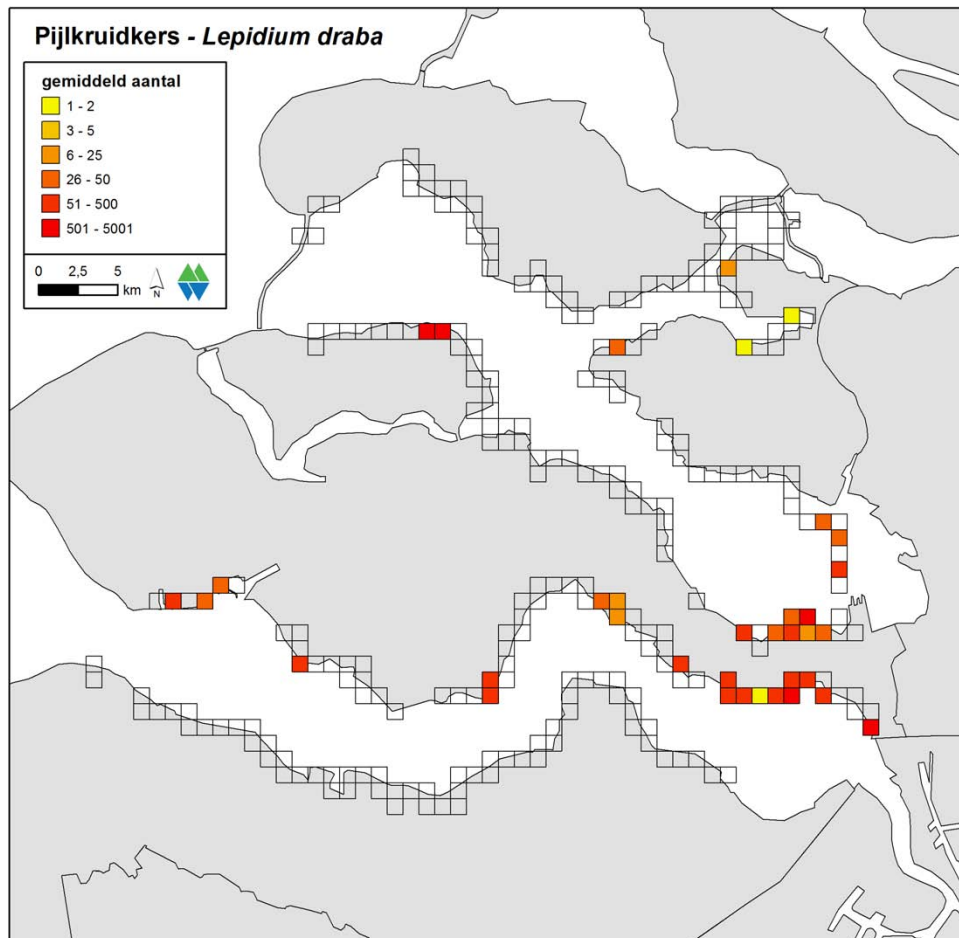 Pijlkruidkers - Lepidium draba
gemiddeld aantal
1 - 2
3 - 5
6 - 25
26 - 50
51 - 500
501 - 5001
0 2,5 5
km
N